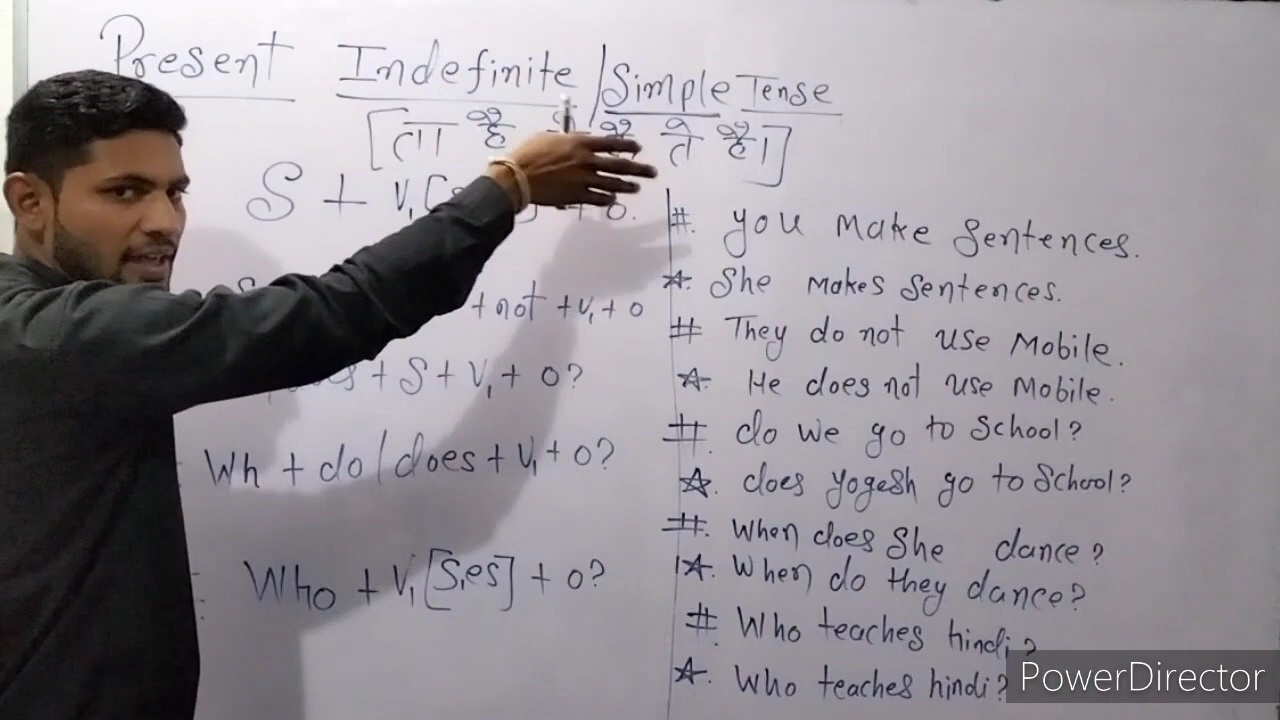 Present Indefinite / Simple Tense
[ता है ते है।]
S + V1[ + o.
+ not + V1 + o
+ S + V1 + o?
Wh + do / does + V1 + o?
Who + V1 [S,es] + o?
#. you make sentences.
☆. She makes sentences.
# They do not use Mobile.
☆. He does not use Mobile.
# do we go to School?
☆. does yogesh go to School?
#. When does She dance?
☆. When do they dance?
#. Who teaches hindi?
☆. Who teaches hindi?
PowerDirector